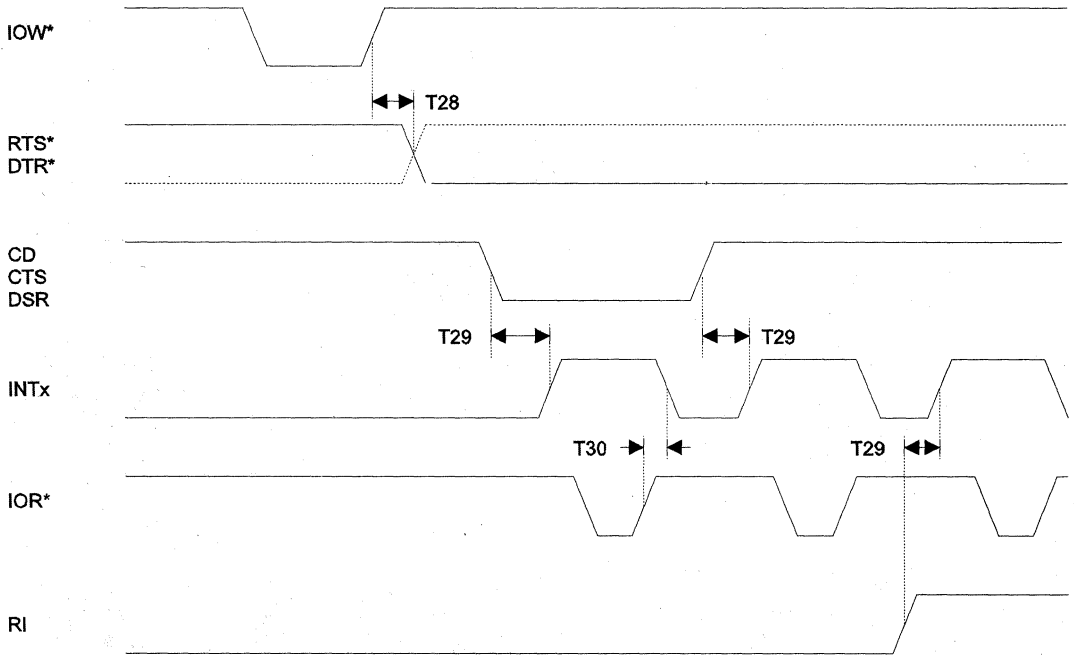 IOW*
T28
RTS*
DTR*
CD
CTS
DSR
T29
T29
INTx
T30
T29
IOR*
RI